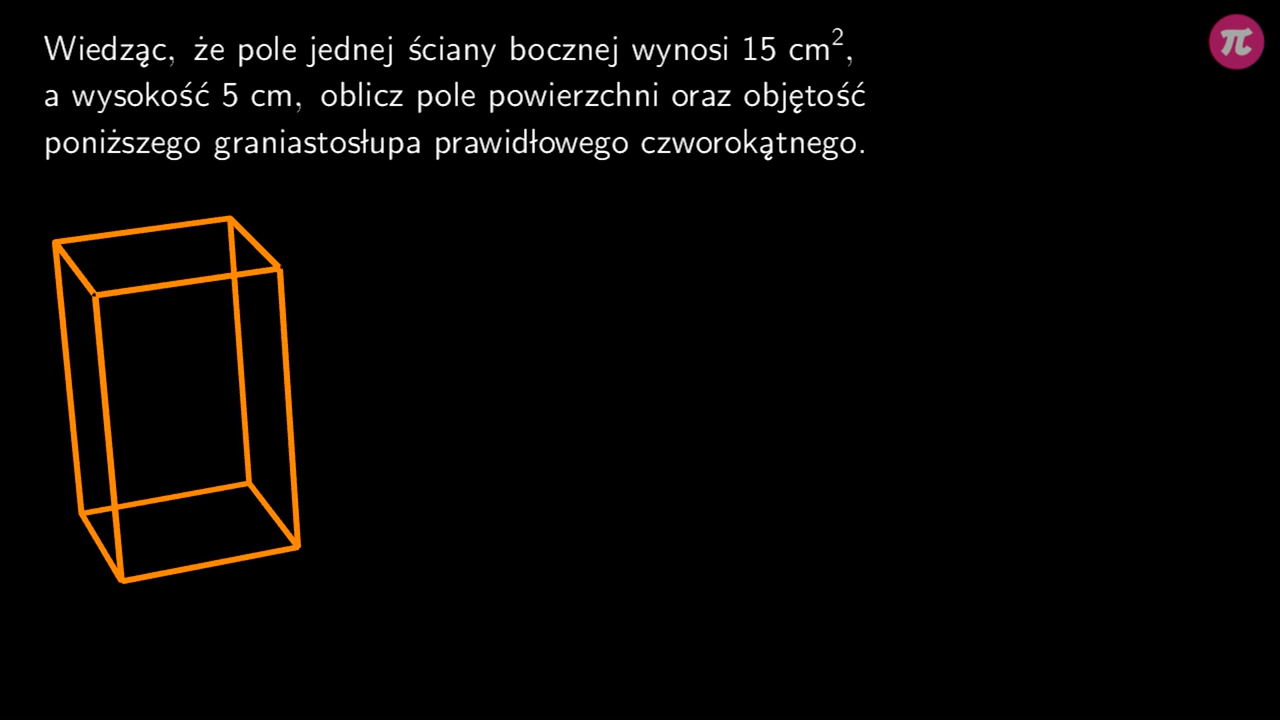 Wiedząc, że pole jednej ściany bocznej wynosi 15 cm²,
a wysokość 5 cm, oblicz pole powierzchni oraz objętość
poniższego graniastosłupa prawidłowego czworokątnego.
π